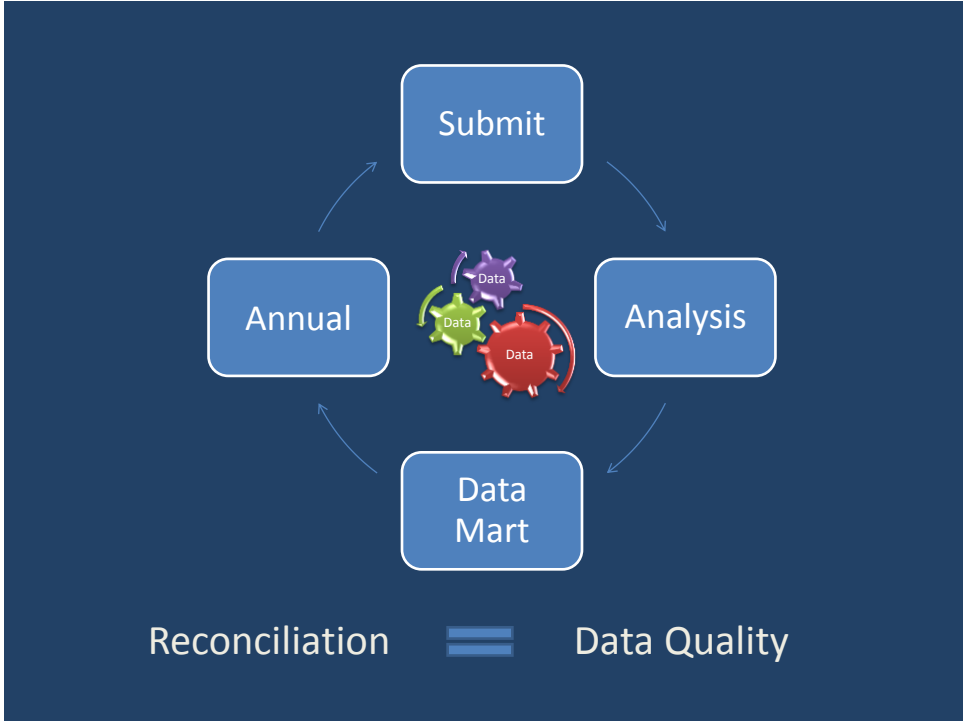 Submit
Annual
Data
Data
Data
Analysis
Data
Mart
Reconciliation = Data Quality